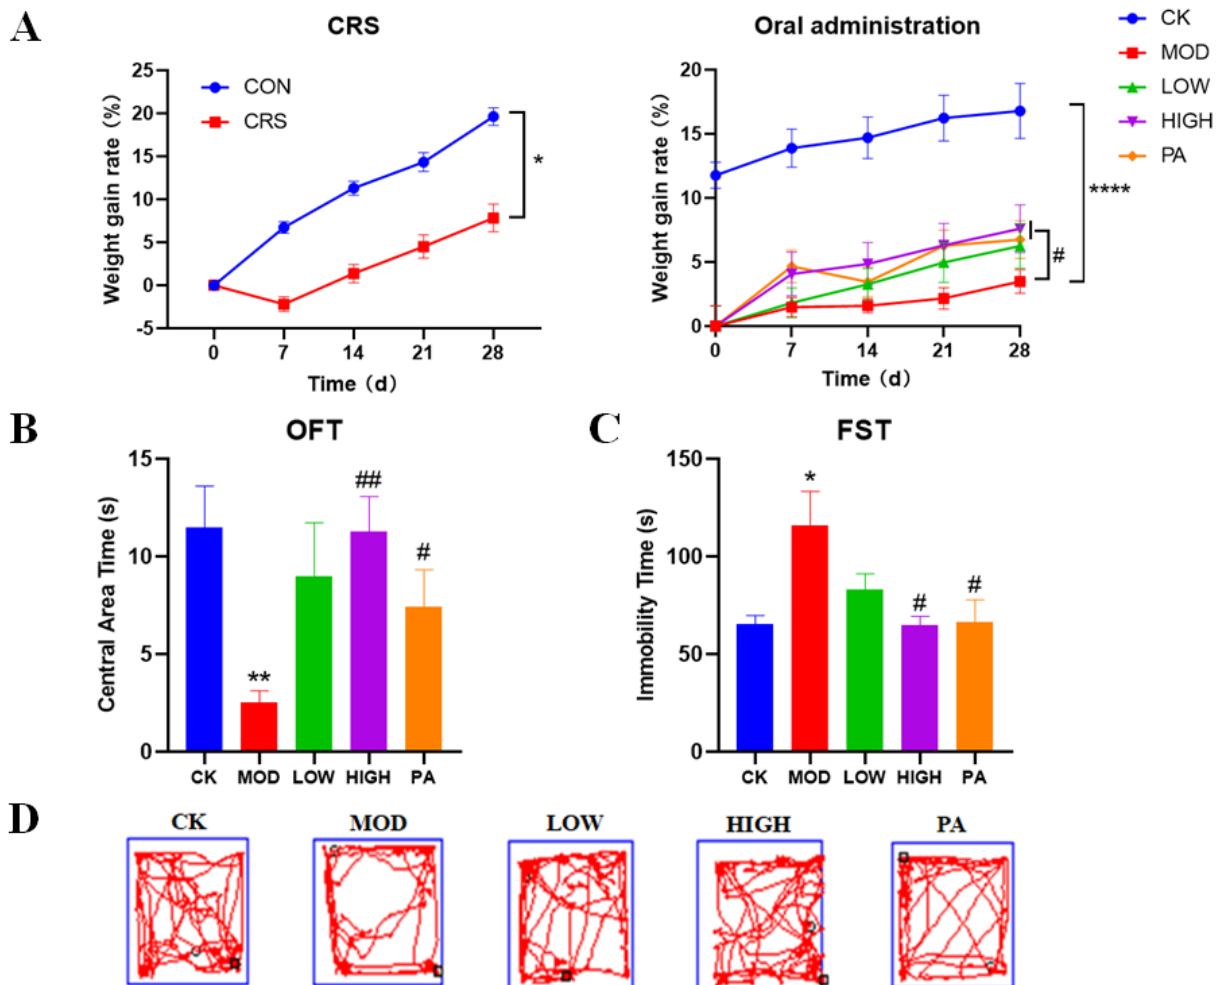 A
CRS
Weight gain rate (%)
25
20
15
10
5
0
-5
CON
CRS
*
0 7 14 21 28
Time (d)
Oral administration
Weight gain rate (%)
20
15
10
5
0
****
#
0 7 14 21 28
Time (d)
CK
MOD
LOW
HIGH
PA
B
OFT
Central Area Time (s)
15
10
5
0
**
##
#
CK MOD LOW HIGH PA
C
FST
Immobility Time (s)
150
100
50
0
*
#
#
CK MOD LOW HIGH PA
D
CK MOD LOW HIGH PA